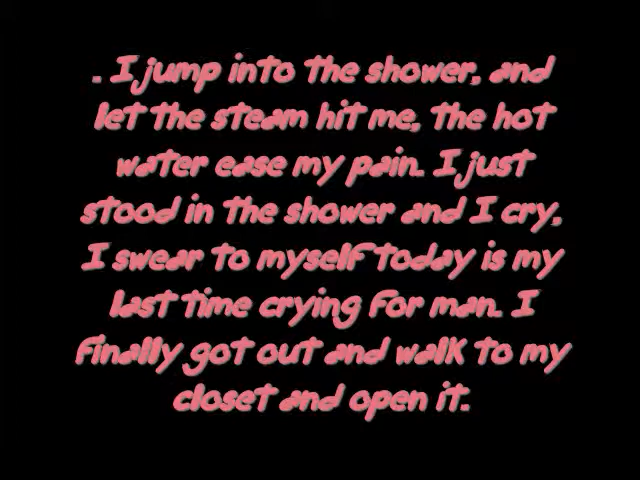 . I jump into the shower, and
let the steam hit me, the hot
water ease my pain. I just
stood in the shower and I cry,
I swear to myself today is my
last time crying for man. I
finally got out and walk to my
closet and open it.